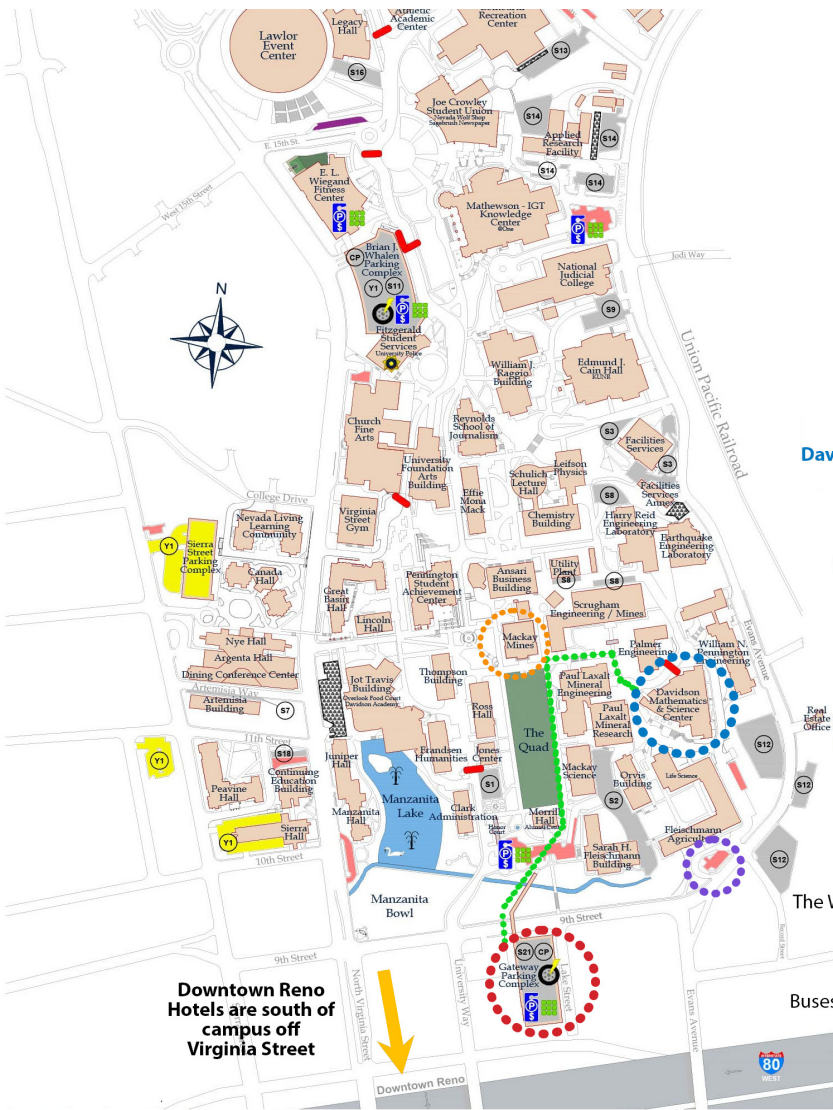 Legacy
Hall
Athletic
Academic
Center
Recreation
Center
Lawlor
Event
Center
S16
S13
Joe Crowley
Student Union
Nevada Wolf Shop
Sagebrush Newspaper
S14
Applied
Research
Facility
S14
S14
S14
E. 15th St.
West 15th Street
E. L.
Wiegand
Fitness
Center
P
$
Mathewson - IGT
Knowledge
Center
@One
P
$
Brian J.
Whalen
Parking
Complex
CP
Y1
S11
P
$
Jodi Way
National
Judicial
College
S9
N
Fitzgerald
Student
Services
University Police
William J.
Raggio
Building
Edmund J.
Cain Hall
KUNR
Union Pacific Railroad
Church
Fine
Arts
Reynolds
School of
Journalism
S3
Facilities
Services
S3
Dav
University
Foundation
Arts
Building
Schulich
Lecture
Hall
Leifson
Physics
Facilities
Services
Annex
College Drive
Effie
Mona
Mack
S8
Virginia
Street
Gym
Chemistry
Building
Harry Reid
Engineering
Laboratory
Nevada Living
Learning
Community
Earthquake
Engineering
Laboratory
Y1
Sierra
Street
Parking
Complex
Canada
Hall
Great
Basin
Hall
Pennington
Student
Achievement
Center
Ansari
Business
Building
Utility
Plant
S8
S8
Lincoln
Hall
Scrugham
Engineering / Mines
Nye Hall
Argenta Hall
Dining Conference Center
Mackay
Mines
Palmer
Engineering
William N.
Pennington
Engineering
Evans Avenue
Artemisia Way
Artemisia
Building
S7
Jot Travis
Building
Overlook Food Court
Davidson Academy
Thompson
Building
Paul Laxalt
Mineral
Engineering
Davidson
Mathematics
& Science
Center
Ross
Hall
Paul
Laxalt
Mineral
Research
Real
Estate
Office
11th Street
The
Quad
S12
Y1
S18
Continuing
Education
Building
Juniper
Hall
Frandsen
Humanities
Jones
Center
Mackay
Science
Orvis
Building
Life Science
S1
S12
Peavine
Hall
Manzanita
Lake
S2
Manzanita
Hall
Clark
Administration
Honor
Court
Morrill
Hall
Alumni Center
Y1
Sierra
Hall
Fleischmann
Agriculture
10th Street
P
$
Sarah H.
Fleischmann
Building
S12
Manzanita
Bowl
The W
9th Street
9th Street
S21
CP
Gateway
Parking
Complex
P
$
Lake Street
Second Street
Downtown Reno
Hotels are south of
campus off
Virginia Street
North Virginia Street
University Way
Evans Avenue
Buses
INTERSTATE
80
WEST
Downtown Reno